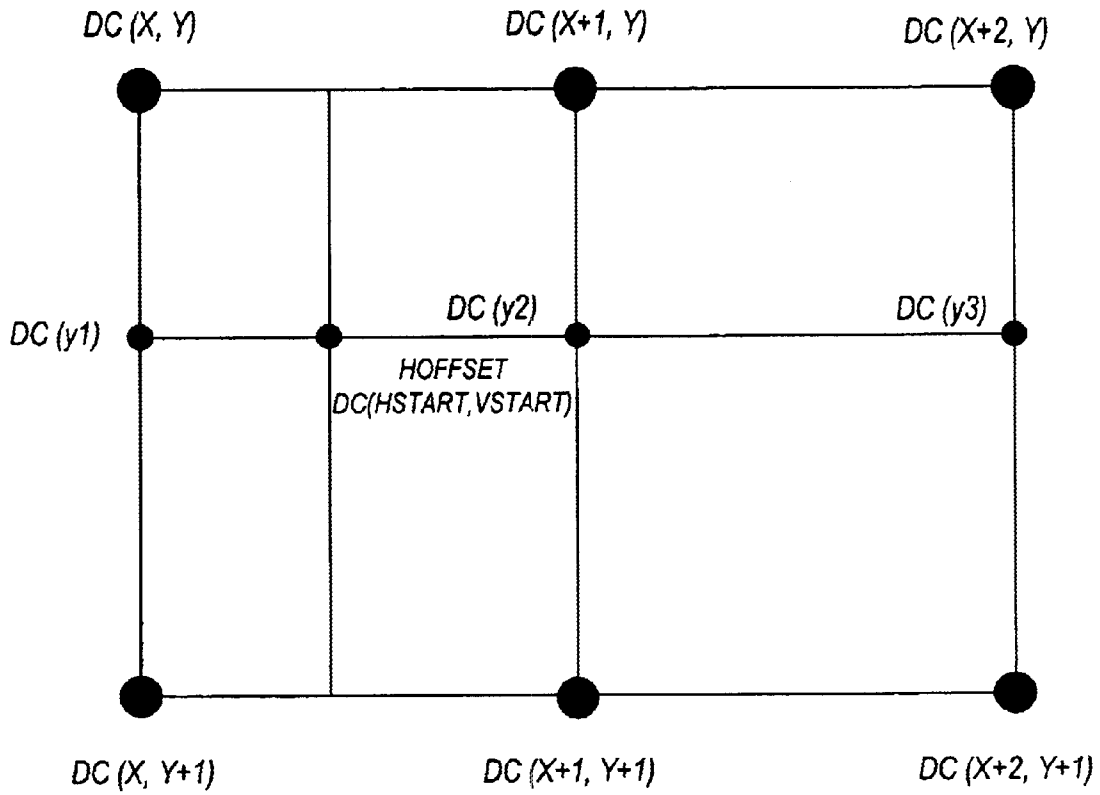 DC (X, Y)
DC (X+1, Y)
DC (X+2, Y)
DC (y1)
DC (y2)
DC (y3)
HOFFSET
DC(HSTART,VSTART)
DC (X, Y+1)
DC (X+1, Y+1)
DC (X+2, Y+1)